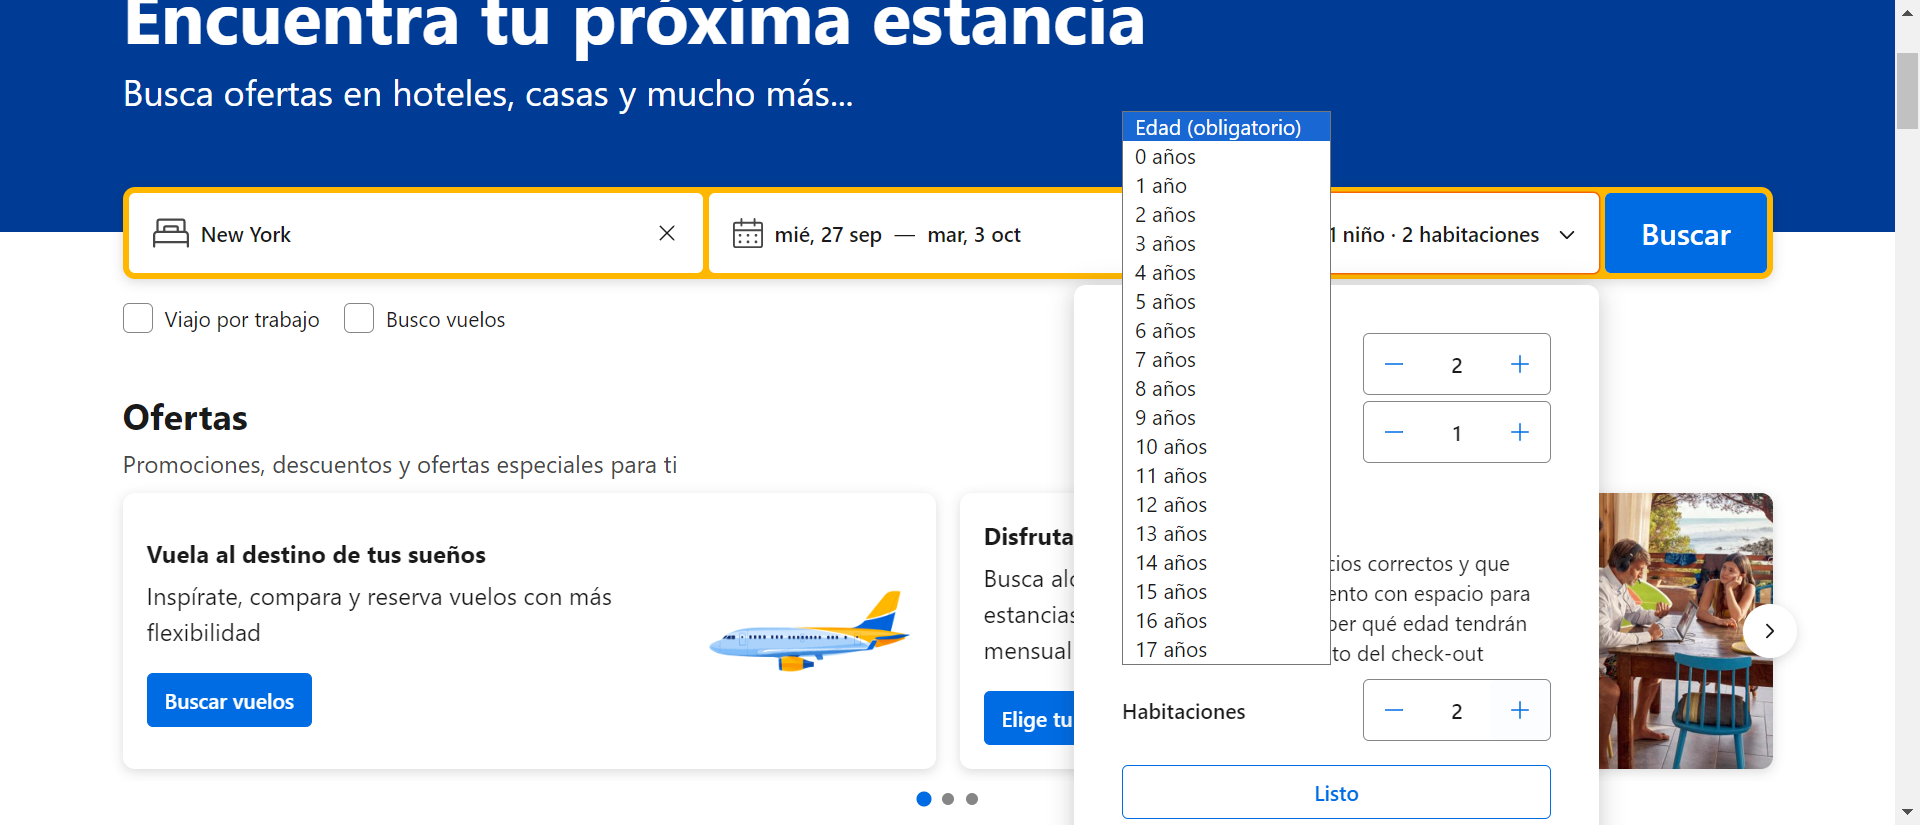 Encuentra tu próxima estancia
Busca ofertas en hoteles, casas y mucho más...
New York
mié, 27 sep — mar, 3 oct
1 niño · 2 habitaciones
Buscar
Edad (obligatorio)
0 años
1 año
2 años
3 años
4 años
5 años
6 años
7 años
8 años
9 años
10 años
11 años
12 años
13 años
14 años
15 años
16 años
17 años
Viajo por trabajo
Busco vuelos
2
1
cios correctos y que
ento con espacio para
ber qué edad tendrán
to del check-out
Habitaciones
2
Listo
Ofertas
Promociones, descuentos y ofertas especiales para ti
Vuela al destino de tus sueños
Inspírate, compara y reserva vuelos con más
flexibilidad
Buscar vuelos
Disfruta
Busca alo
estancias
mensual
Elige tu